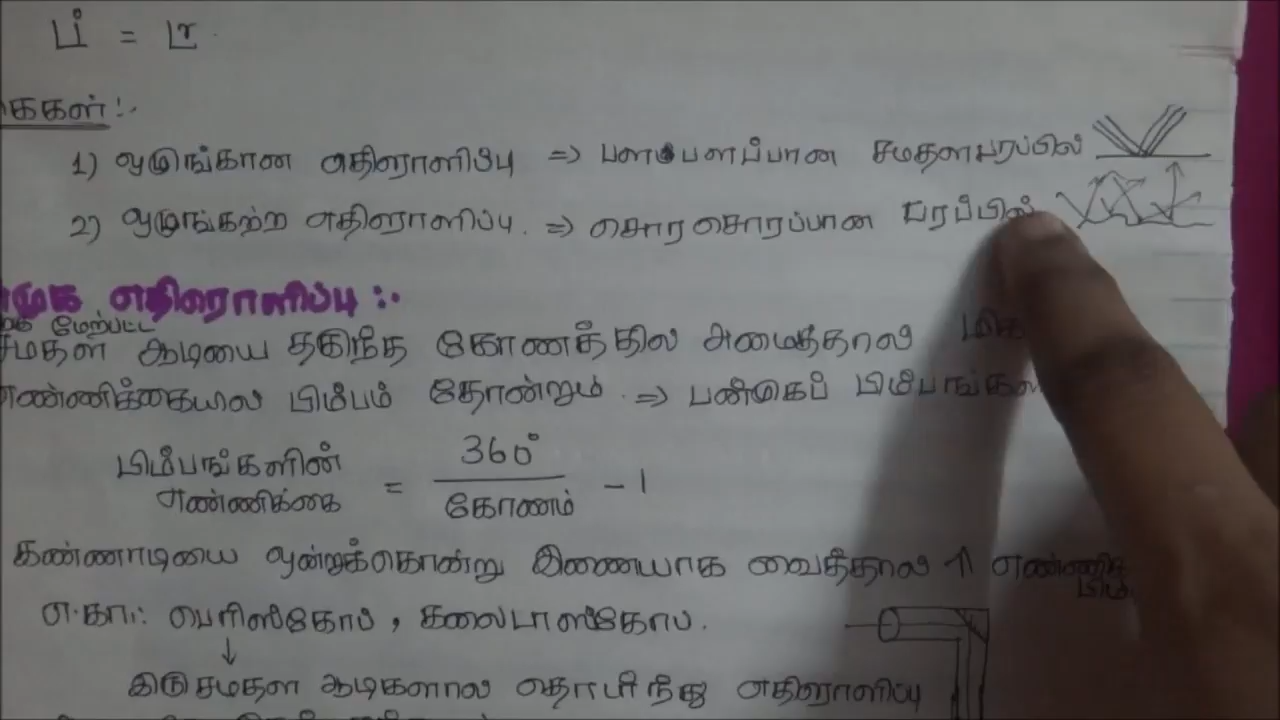 ப் = டூ
கைகள் :-
1) ஒழுங்கான எதிரொளிப்பு => பளபளப்பான சமதளபரப்பில்
2) ஒழுங்கற்ற எதிரொளிப்பு. => சொரசொரப்பான பரப்பில்
முக எதிரொளிப்பு :-
மேற்பட்ட
சமதள ஆடியை தகுந்த கோணத்தில் அமைத்தால்
எண்ணிக்கையில் பிம்பம் தோன்றும். => பன்முகப் பிம்பங்கள்
பிம்பங்களின் எண்ணிக்கை = 360° / கோணம் - 1
கண்ணாடியை ஒன்றுக்கொன்று இணையாக வைத்தால்
எ.கா: பெரிஸ்கோப், கலைடாஸ்கோப்.
↓
இரு சமதள ஆடிகளால் தொடர்ந்து எதிரொளிப்பு